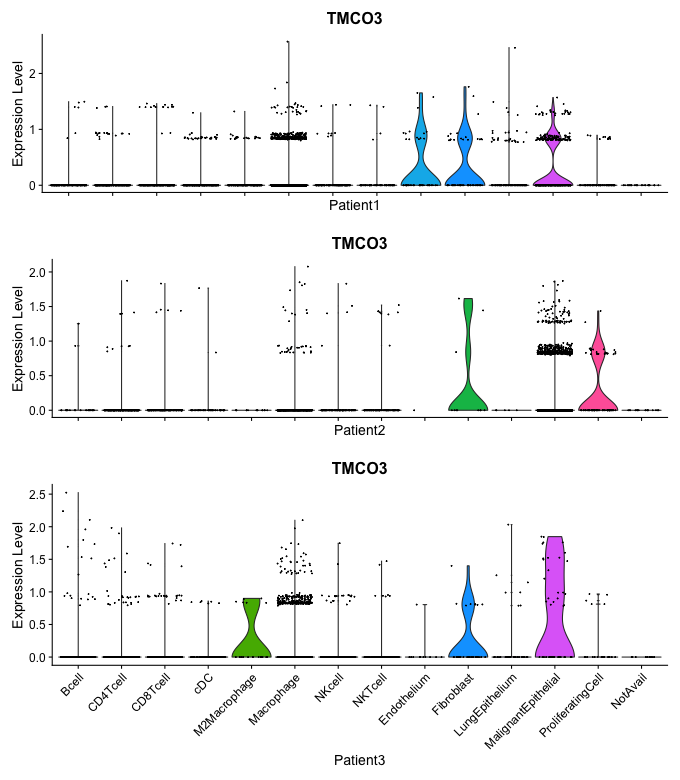 TMCO3
Expression Level
2
1
0
Patient1
TMCO3
Expression Level
2.0
1.5
1.0
0.5
0.0
Patient2
TMCO3
Expression Level
2.5
2.0
1.5
1.0
0.5
0.0
Bcell
CD4Tcell
CD8Tcell
cDC
M2Macrophage
Macrophage
NKcell
NKTcell
Endothelium
Fibroblast
LungEpithelium
MalignantEpithelial
ProliferatingCell
NotAvail
Patient3